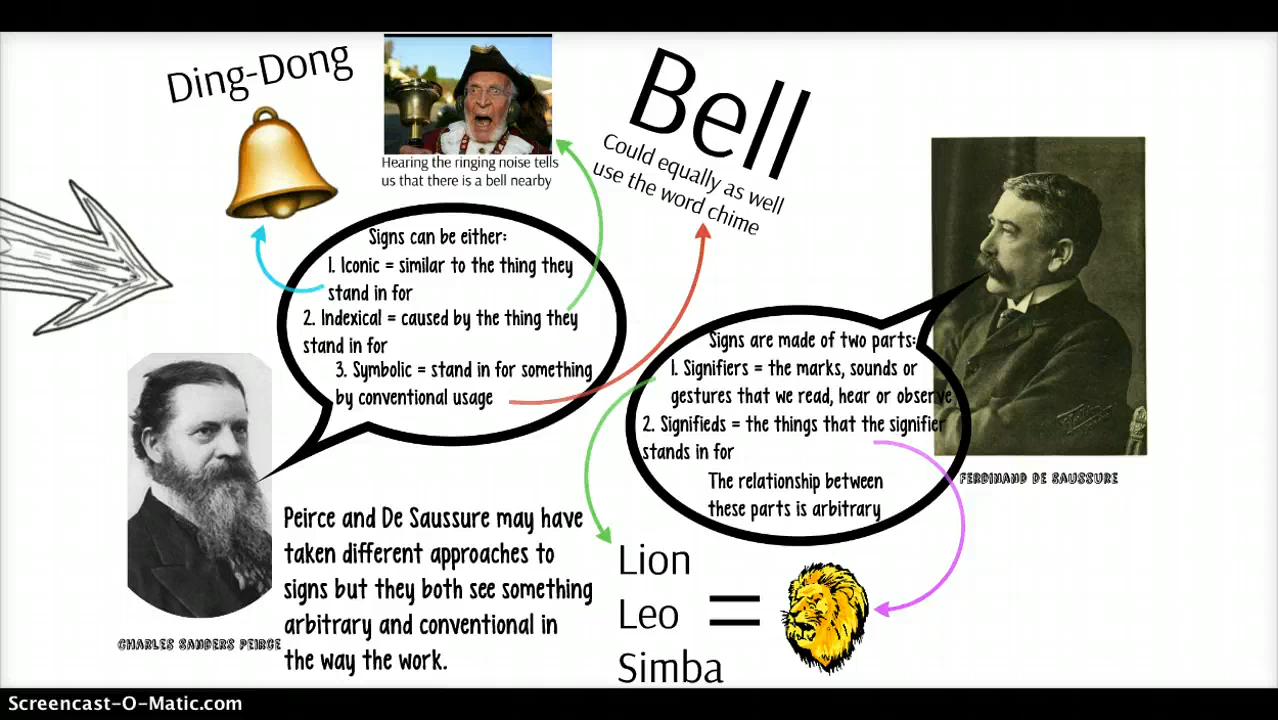 Ding-Dong
Hearing the ringing noise tells
us that there is a bell nearby
Bell
Could equally as well
use the word chime
Signs can be either:
1. Iconic = similar to the thing they
stand in for
2. Indexical = caused by the thing they
stand in for
3. Symbolic = stand in for something
by conventional usage
CHARLES SANDERS PEIRCE
Signs are made of two parts:
1. Signifiers = the marks, sounds or
gestures that we read, hear or observe
2. Signifieds = the things that the signifier
stands in for
The relationship between
these parts is arbitrary
FERDINAND DE SAUSSURE
Peirce and De Saussure may have
taken different approaches to
signs but they both see something
arbitrary and conventional in
the way the work.
Lion
Leo
Simba
=
Screencast-O-Matic.com